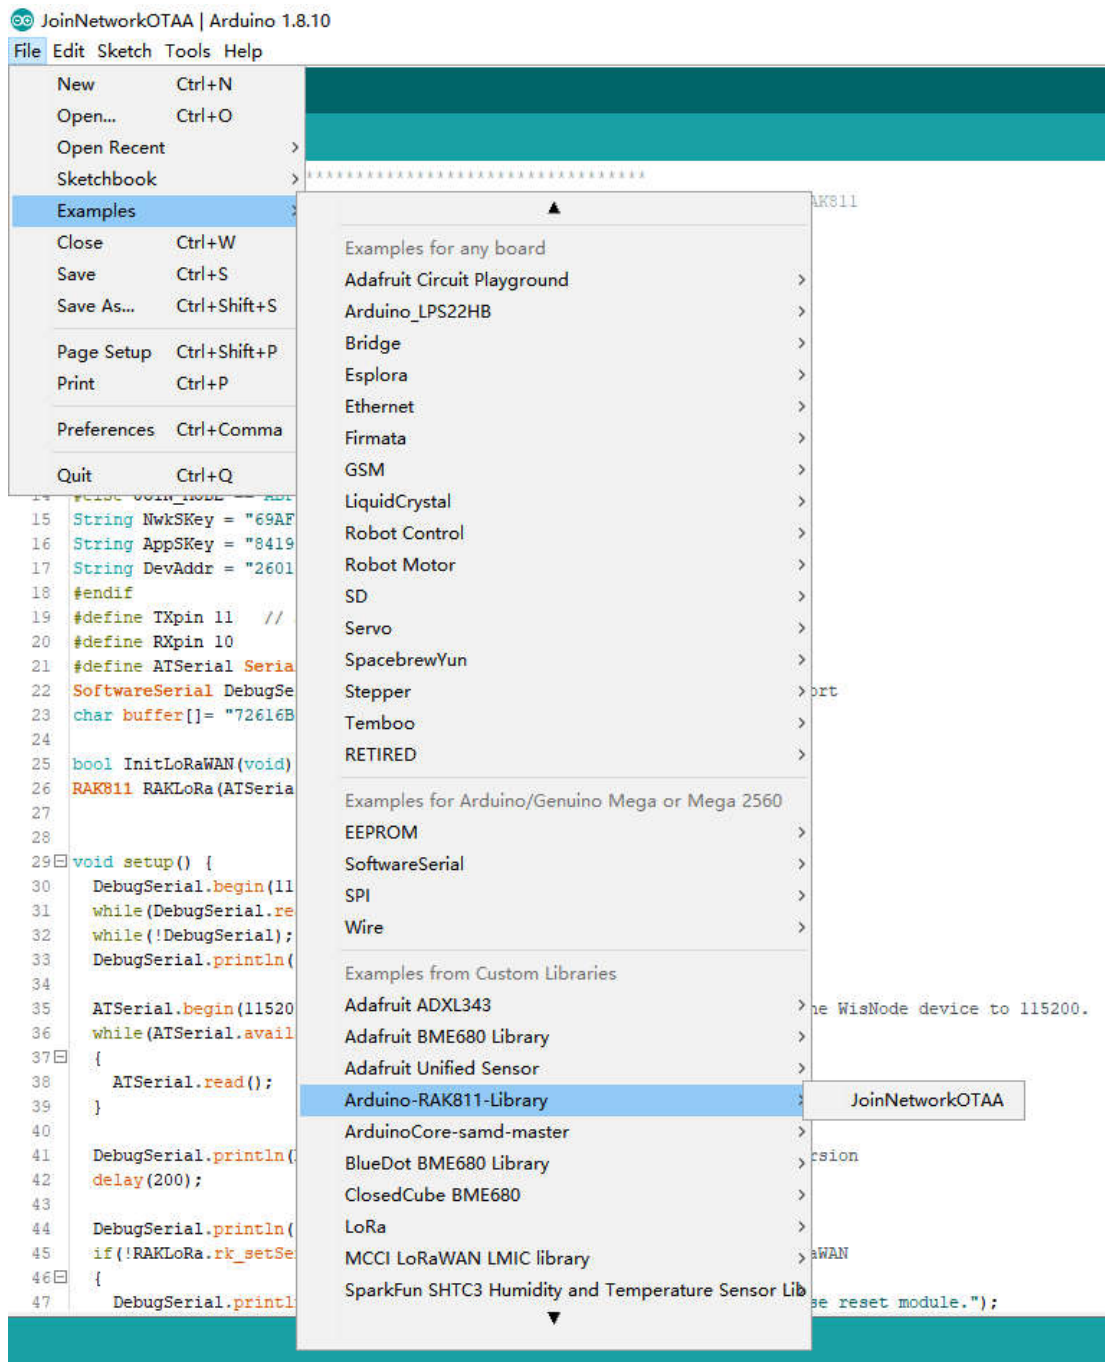 JoinNetworkOTAA | Arduino 1.8.10
File Edit Sketch Tools Help
New Ctrl+N
Open... Ctrl+O
Open Recent
Sketchbook
Examples
Close Ctrl+W
Save Ctrl+S
Save As... Ctrl+Shift+S
Page Setup Ctrl+Shift+P
Print Ctrl+P
Preferences Ctrl+Comma
Quit Ctrl+Q
***********************************
AK811
Examples for any board
Adafruit Circuit Playground
Arduino_LPS22HB
Bridge
Esplora
Ethernet
Firmata
GSM
LiquidCrystal
Robot Control
Robot Motor
SD
Servo
SpacebrewYun
Stepper
Temboo
RETIRED
Examples for Arduino/Genuino Mega or Mega 2560
EEPROM
SoftwareSerial
SPI
Wire
Examples from Custom Libraries
Adafruit ADXL343
Adafruit BME680 Library
Adafruit Unified Sensor
Arduino-RAK811-Library
ArduinoCore-samd-master
BlueDot BME680 Library
ClosedCube BME680
LoRa
MCCI LoRaWAN LMIC library
SparkFun SHTC3 Humidity and Temperature Sensor Lib
JoinNetworkOTAA
15 String NwkSKey = "69AF
16 String AppSKey = "8419
17 String DevAddr = "2601
18 #endif
19 #define TXpin 11 //
20 #define RXpin 10
21 #define ATSerial Seria
22 SoftwareSerial DebugSe ort
23 char buffer[]= "72616B
24
25 bool InitLoRaWAN(void)
26 RAK811 RAKLoRa(ATSeria
27
28
29 void setup() {
30 DebugSerial.begin(11
31 while(DebugSerial.re
32 while(!DebugSerial);
33 DebugSerial.println(
34
35 ATSerial.begin(11520 he WisNode device to 115200.
36 while(ATSerial.avail
37 {
38 ATSerial.read();
39 }
40
41 DebugSerial.println( rsion
42 delay(200);
43
44 DebugSerial.println(
45 if(!RAKLoRa.rk_setSe aWAN
46 {
47 DebugSerial.printl se reset module.");